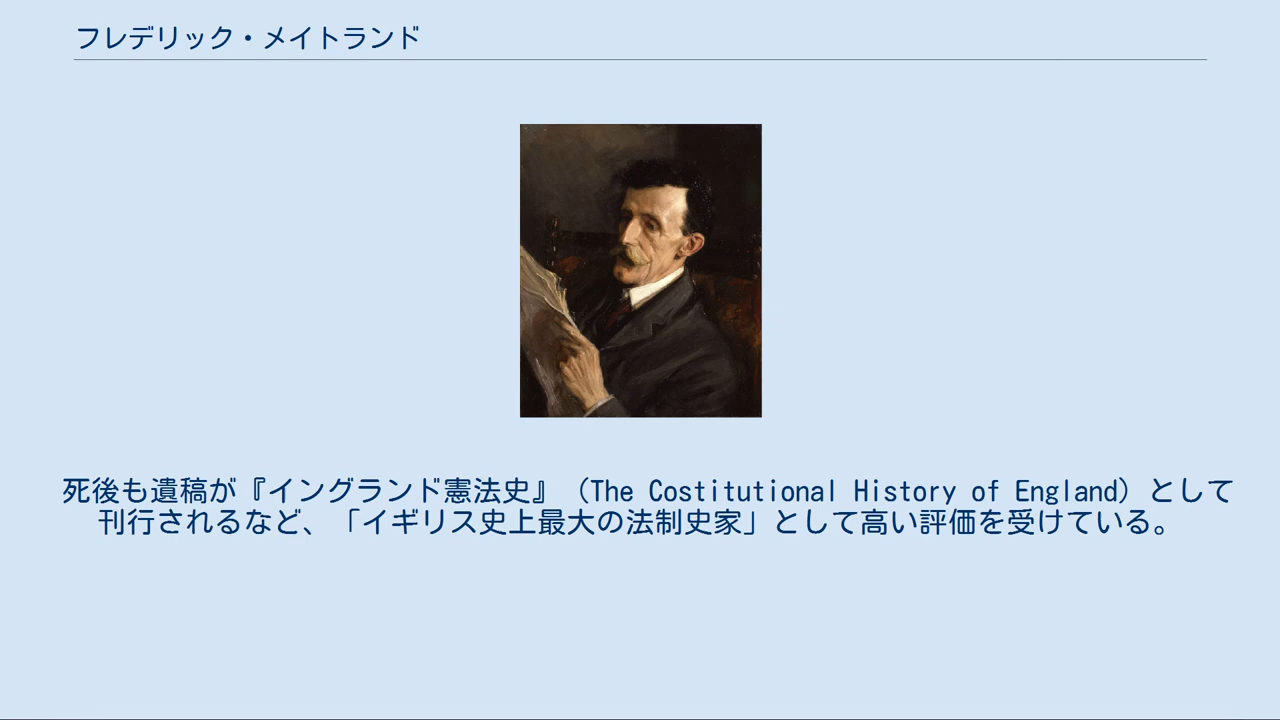 フレデリック・メイトランド
死後も遺稿が『イングランド憲法史』（The Costitutional History of England）として
刊行されるなど、「イギリス史上最大の法制史家」として高い評価を受けている。